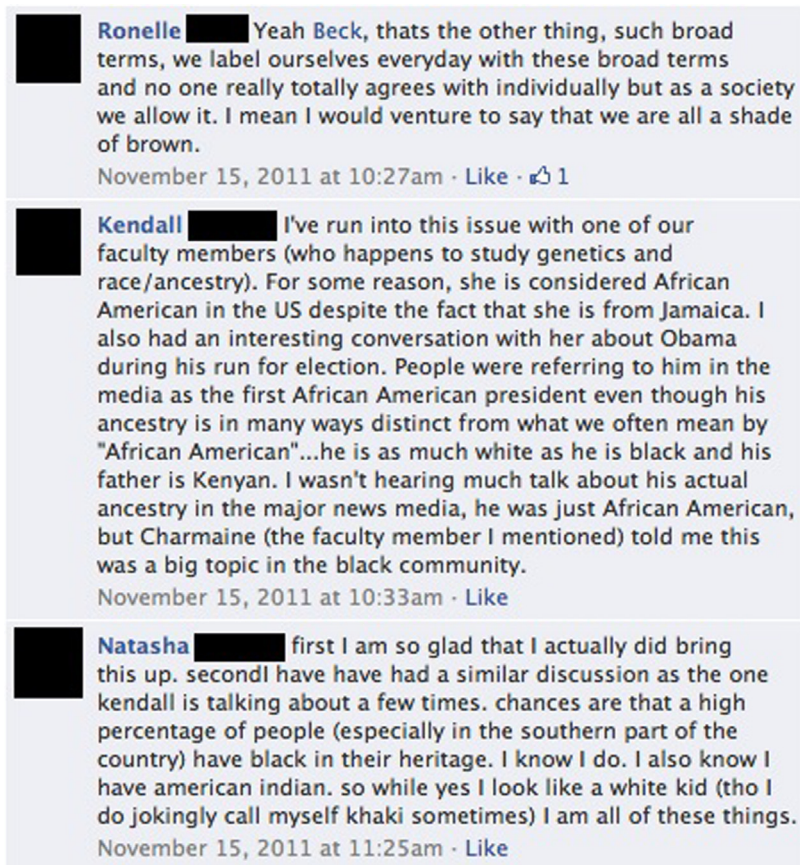 Ronelle Yeah Beck, thats the other thing, such broad
terms, we label ourselves everyday with these broad terms
and no one really totally agrees with individually but as a society
we allow it. I mean I would venture to say that we are all a shade
of brown.
November 15, 2011 at 10:27am · Like · 1
Kendall I've run into this issue with one of our
faculty members (who happens to study genetics and
race/ancestry). For some reason, she is considered African
American in the US despite the fact that she is from Jamaica. I
also had an interesting conversation with her about Obama
during his run for election. People were referring to him in the
media as the first African American president even though his
ancestry is in many ways distinct from what we often mean by
"African American"...he is as much white as he is black and his
father is Kenyan. I wasn't hearing much talk about his actual
ancestry in the major news media, he was just African American,
but Charmaine (the faculty member I mentioned) told me this
was a big topic in the black community.
November 15, 2011 at 10:33am · Like
Natasha first I am so glad that I actually did bring
this up. secondI have have had a similar discussion as the one
kendall is talking about a few times. chances are that a high
percentage of people (especially in the southern part of the
country) have black in their heritage. I know I do. I also know I
have american indian. so while yes I look like a white kid (tho I
do jokingly call myself khaki sometimes) I am all of these things.
November 15, 2011 at 11:25am · Like